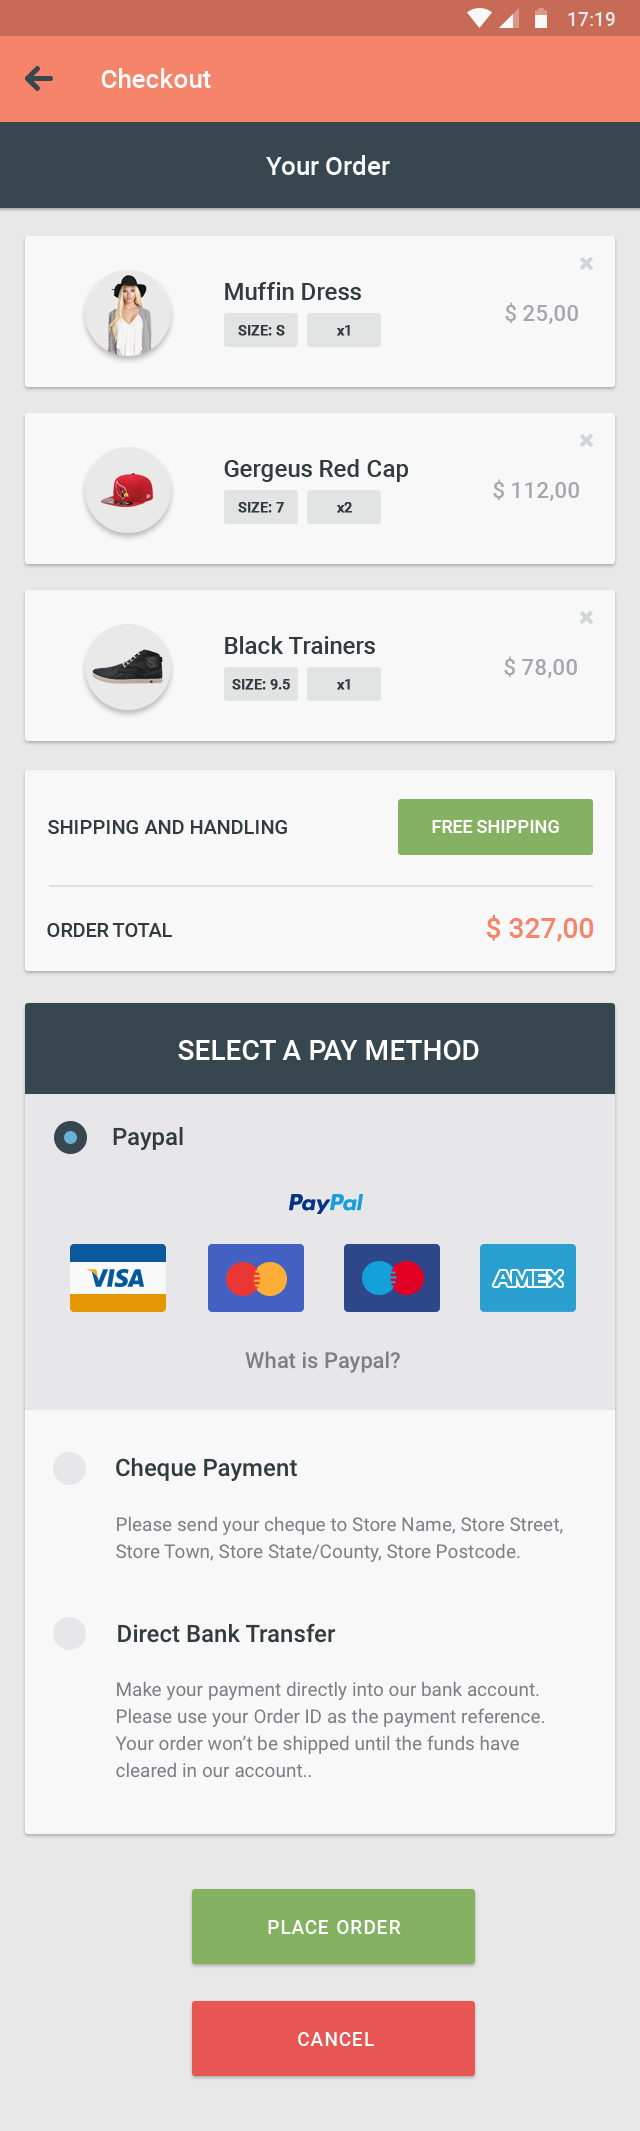 17:19
Checkout
Your Order
Muffin Dress
SIZE: S x1
$ 25,00
Gergeus Red Cap
SIZE: 7 x2
$ 112,00
Black Trainers
SIZE: 9.5 x1
$ 78,00
SHIPPING AND HANDLING FREE SHIPPING
ORDER TOTAL $ 327,00
SELECT A PAY METHOD
Paypal
PayPal
VISA AMEX
What is Paypal?
Cheque Payment
Please send your cheque to Store Name, Store Street,
Store Town, Store State/County, Store Postcode.
Direct Bank Transfer
Make your payment directly into our bank account.
Please use your Order ID as the payment reference.
Your order won’t be shipped until the funds have
cleared in our account..
PLACE ORDER
CANCEL